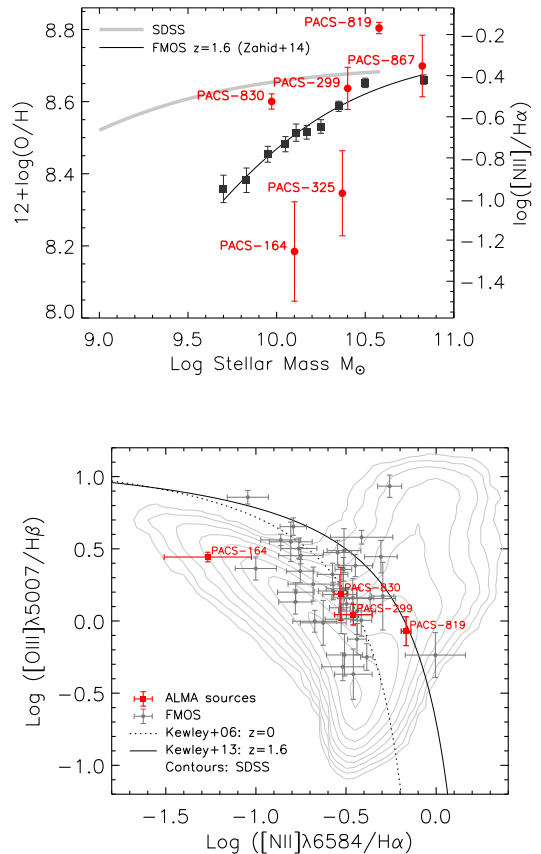 SDSS
FMOS z=1.6 (Zahid+14)
PACS-819
PACS-867
PACS-299
PACS-830
PACS-325
PACS-164
12+log(O/H)
8.8
8.6
8.4
8.2
8.0
log([NII]/Hα)
-0.2
-0.4
-0.6
-0.8
-1.0
-1.2
-1.4
9.0 9.5 10.0 10.5 11.0
Log Stellar Mass M⊙
Log ([OIII]λ5007/Hβ)
1.0
0.5
0.0
-0.5
-1.0
PACS-164
PACS-830
PACS-299
PACS-819
ALMA sources
FMOS
Kewley+06: z=0
Kewley+13: z=1.6
Contours: SDSS
-1.5 -1.0 -0.5 0.0
Log ([NII]λ6584/Hα)